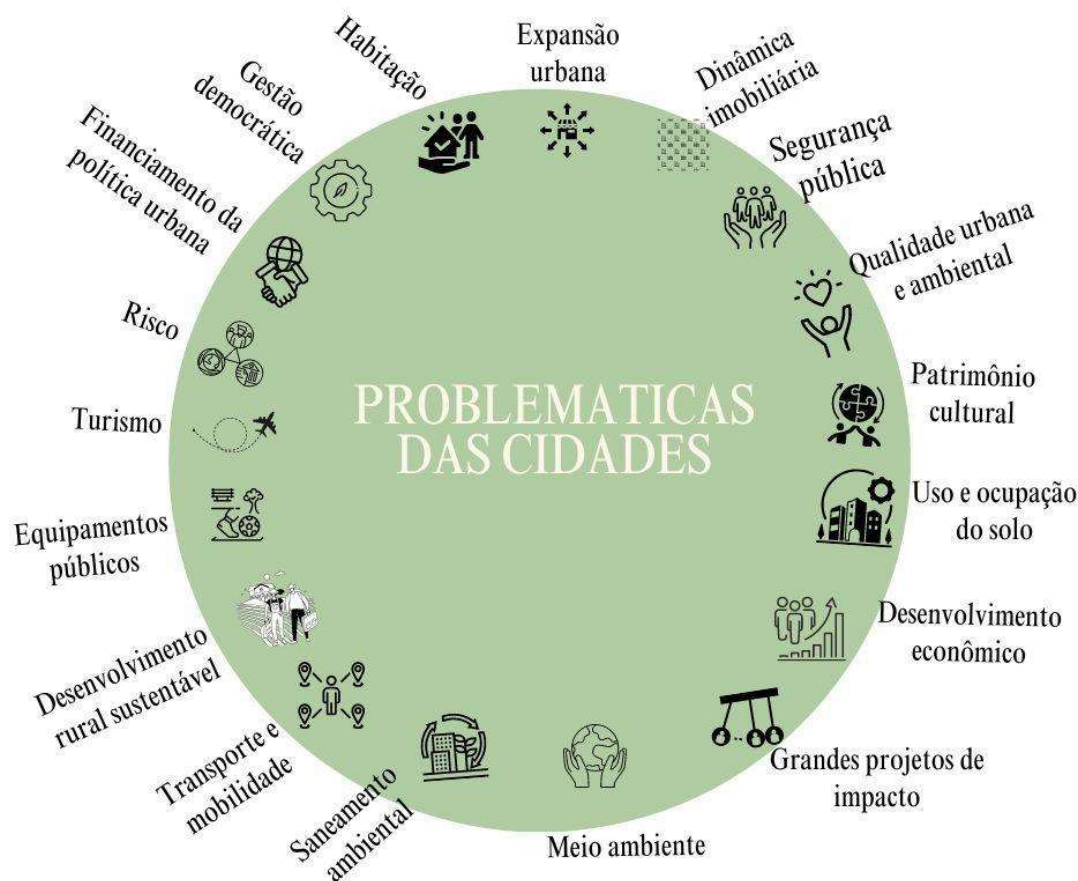 PROBLEMATICAS
DAS CIDADES
Expansão
urbana
Dinâmica
imobiliária
Segurança
pública
Qualidade urbana
e ambiental
Patrimônio
cultural
Uso e ocupação
do solo
Desenvolvimento
econômico
Grandes projetos de
impacto
Meio ambiente
Saneamento
ambiental
Transporte e
mobilidade
Desenvolvimento
rural sustentável
Equipamentos
públicos
Turismo
Risco
Financiamento da
política urbana
Gestão
democrática
Habitação